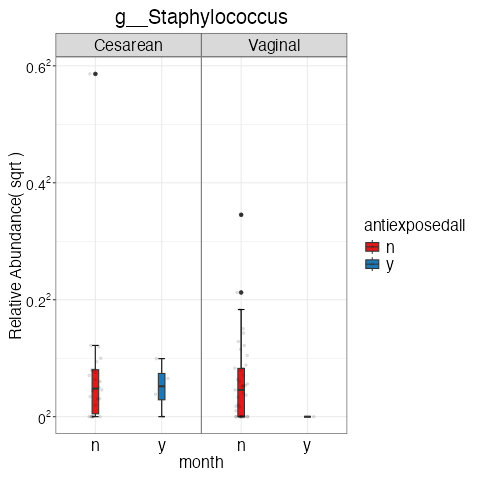 g__Staphylococcus
Cesarean
Vaginal
0.6²
0.4²
0.2²
0²
Relative Abundance( sqrt )
n
y
n
y
month
antiexposedall
n
y